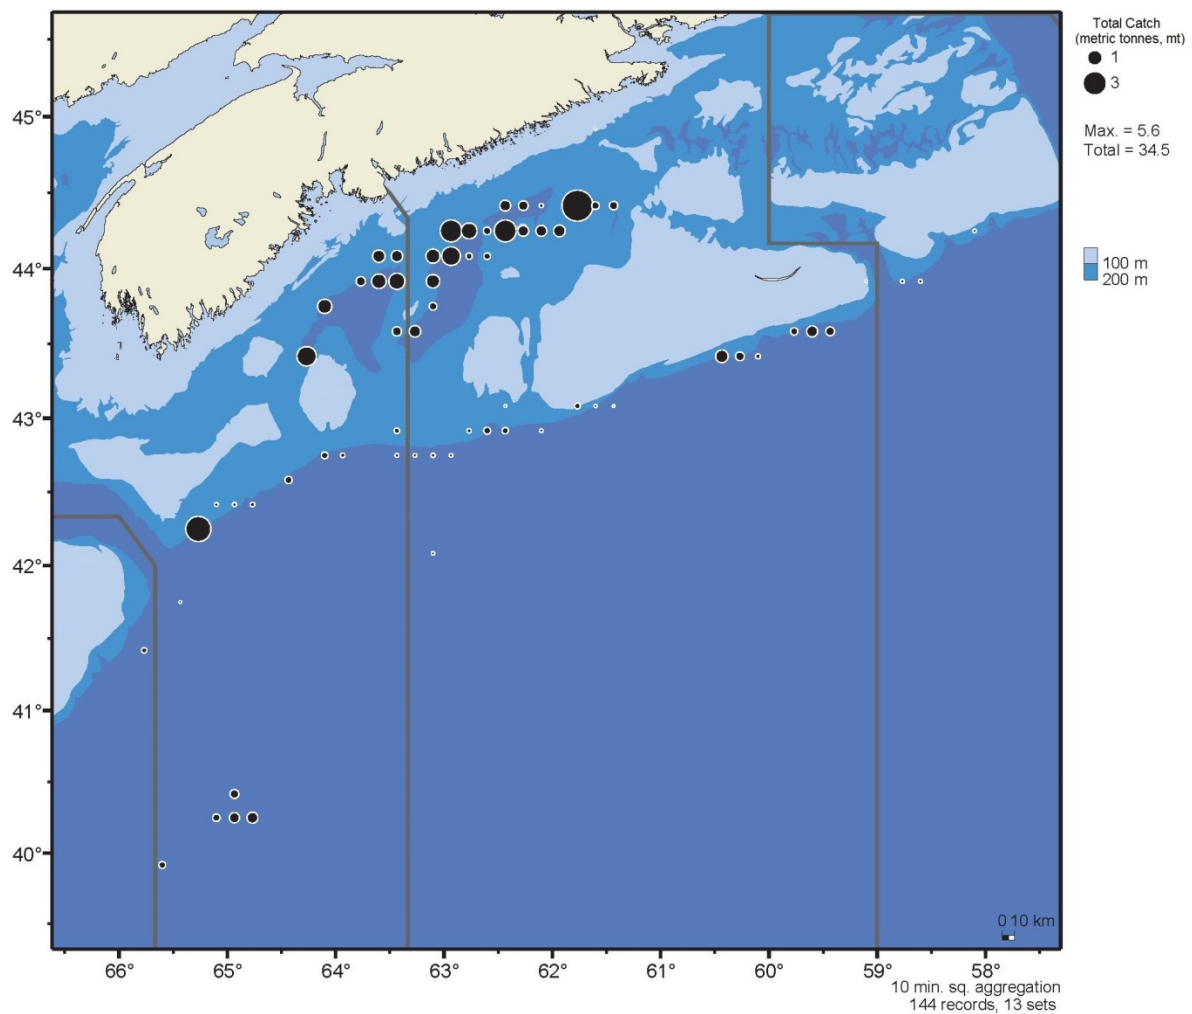 Total Catch
(metric tonnes, mt)
1
3
Max. = 5.6
Total = 34.5
45°
44°
100 m
200 m
43°
42°
41°
40°
0 10 km
66°
65°
64°
63°
62°
61°
60°
59°
58°
10 min. sq. aggregation
144 records, 13 sets